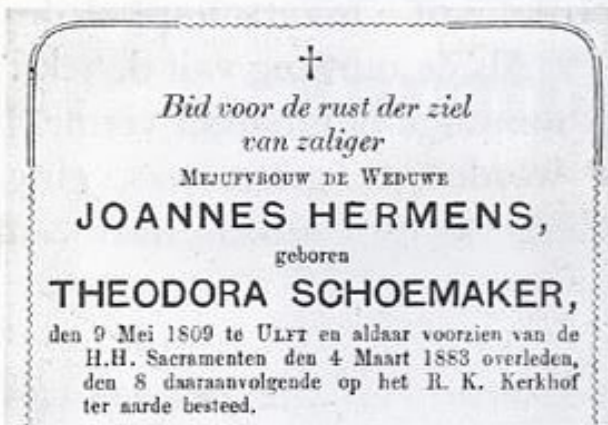 †
Bid voor de rust der ziel
van zaliger
MEJUFVROUW DE WEDUWE
JOANNES HERMENS,
geboren
THEODORA SCHOEMAKER,
den 9 Mei 1809 te ULFT en aldaar voorzien van de
H.H. Sacramenten den 4 Maart 1883 overleden,
den 8 daaraanvolgende op het R. K. Kerkhof
ter aarde besteed.